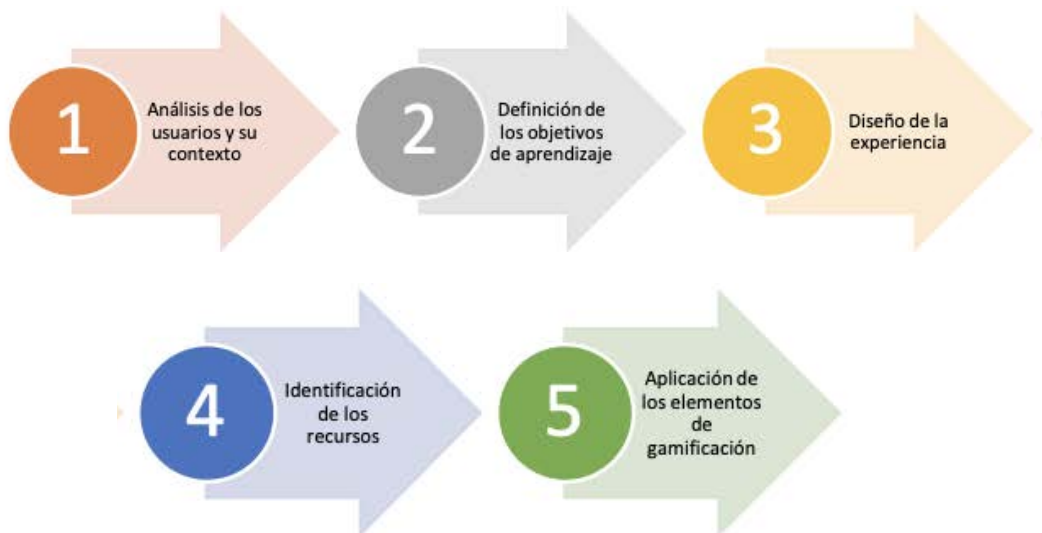 1
Análisis de los
usuarios y su
contexto
2
Definición de
los objetivos
de aprendizaje
3
Diseño de la
experiencia
4
Identificación
de los
recursos
5
Aplicación de
los elementos
de
gamificación